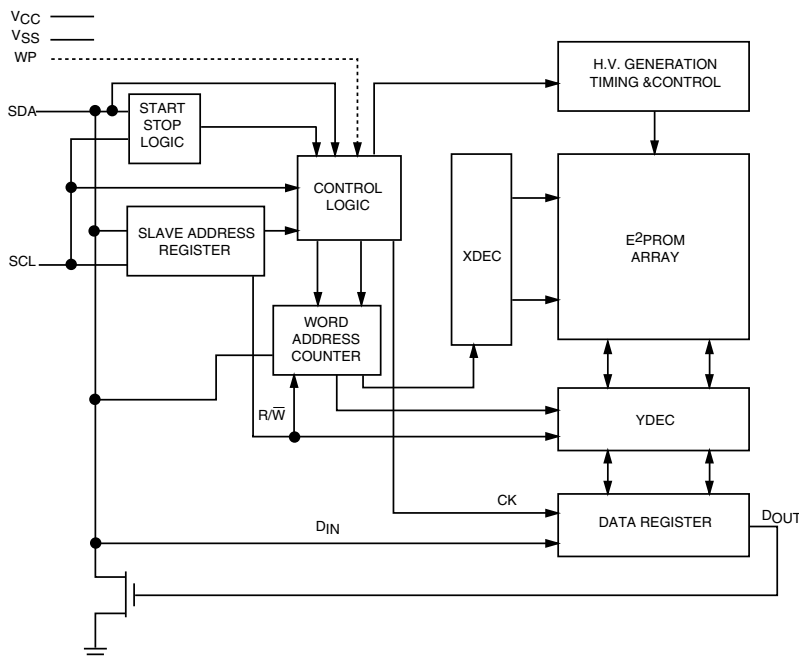 VCC
VSS
WP
SDA
START
STOP
LOGIC
H.V. GENERATION
TIMING &CONTROL
CONTROL
LOGIC
SLAVE ADDRESS
REGISTER
SCL
XDEC
E2PROM
ARRAY
WORD
ADDRESS
COUNTER
R/W̅
YDEC
CK
DIN
DATA REGISTER
DOUT